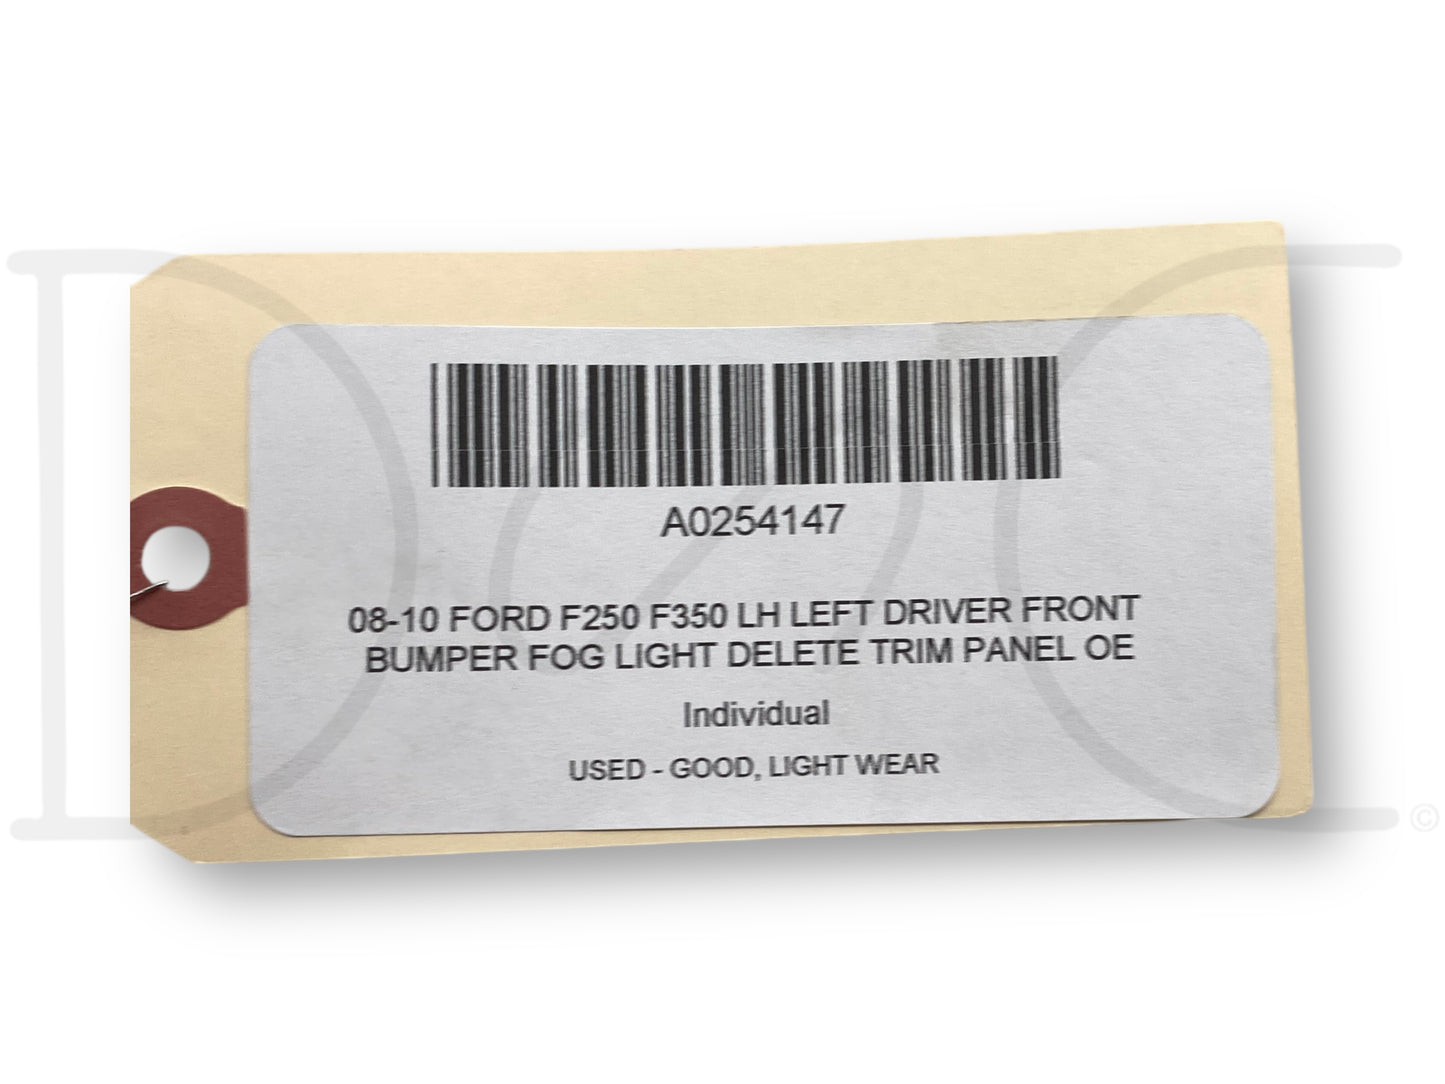 A0254147
08-10 FORD F250 F350 LH LEFT DRIVER FRONT
BUMPER FOG LIGHT DELETE TRIM PANEL OE
Individual
USED - GOOD, LIGHT WEAR
©